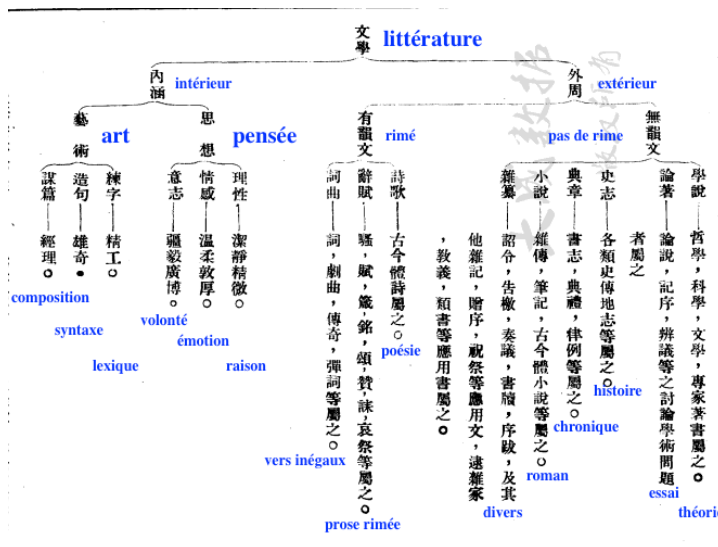 文學 littérature
外周 extérieur
內涵 intérieur
無韻文 pas de rime
有韻文 rimé
思想 pensée
藝術 art
學說 哲學，科學，文學，專家著書屬之。 théorie
論著 論說，記序，辨議等之討論學術問題
者屬之 essai
史志 各類史傳地志等屬之。 histoire
典章 書志，典禮，律例等屬之。 chronique
小說 雜傳，筆記，古今體小說等屬之。 roman
雜纂 詔令，告檄，奏議，書牘，序跋，及其
他雜記，贈序，祝祭等應用文，逮雜家
，教義，類書等應用書屬之。 divers
詩歌 古今體詩屬之。 poésie
辭賦 騷，賦，箴，銘，頌，贊，誄，哀祭等屬之。 prose rimée
詞曲 詞，劇曲，傳奇，彈詞等屬之。 vers inégaux
理性 潔靜精微。 raison
情感 溫柔敦厚。 émotion
意志 彊毅廣博。 volonté
練字 精工。 lexique
造句 雄奇。 syntaxe
謀篇 經理。 composition